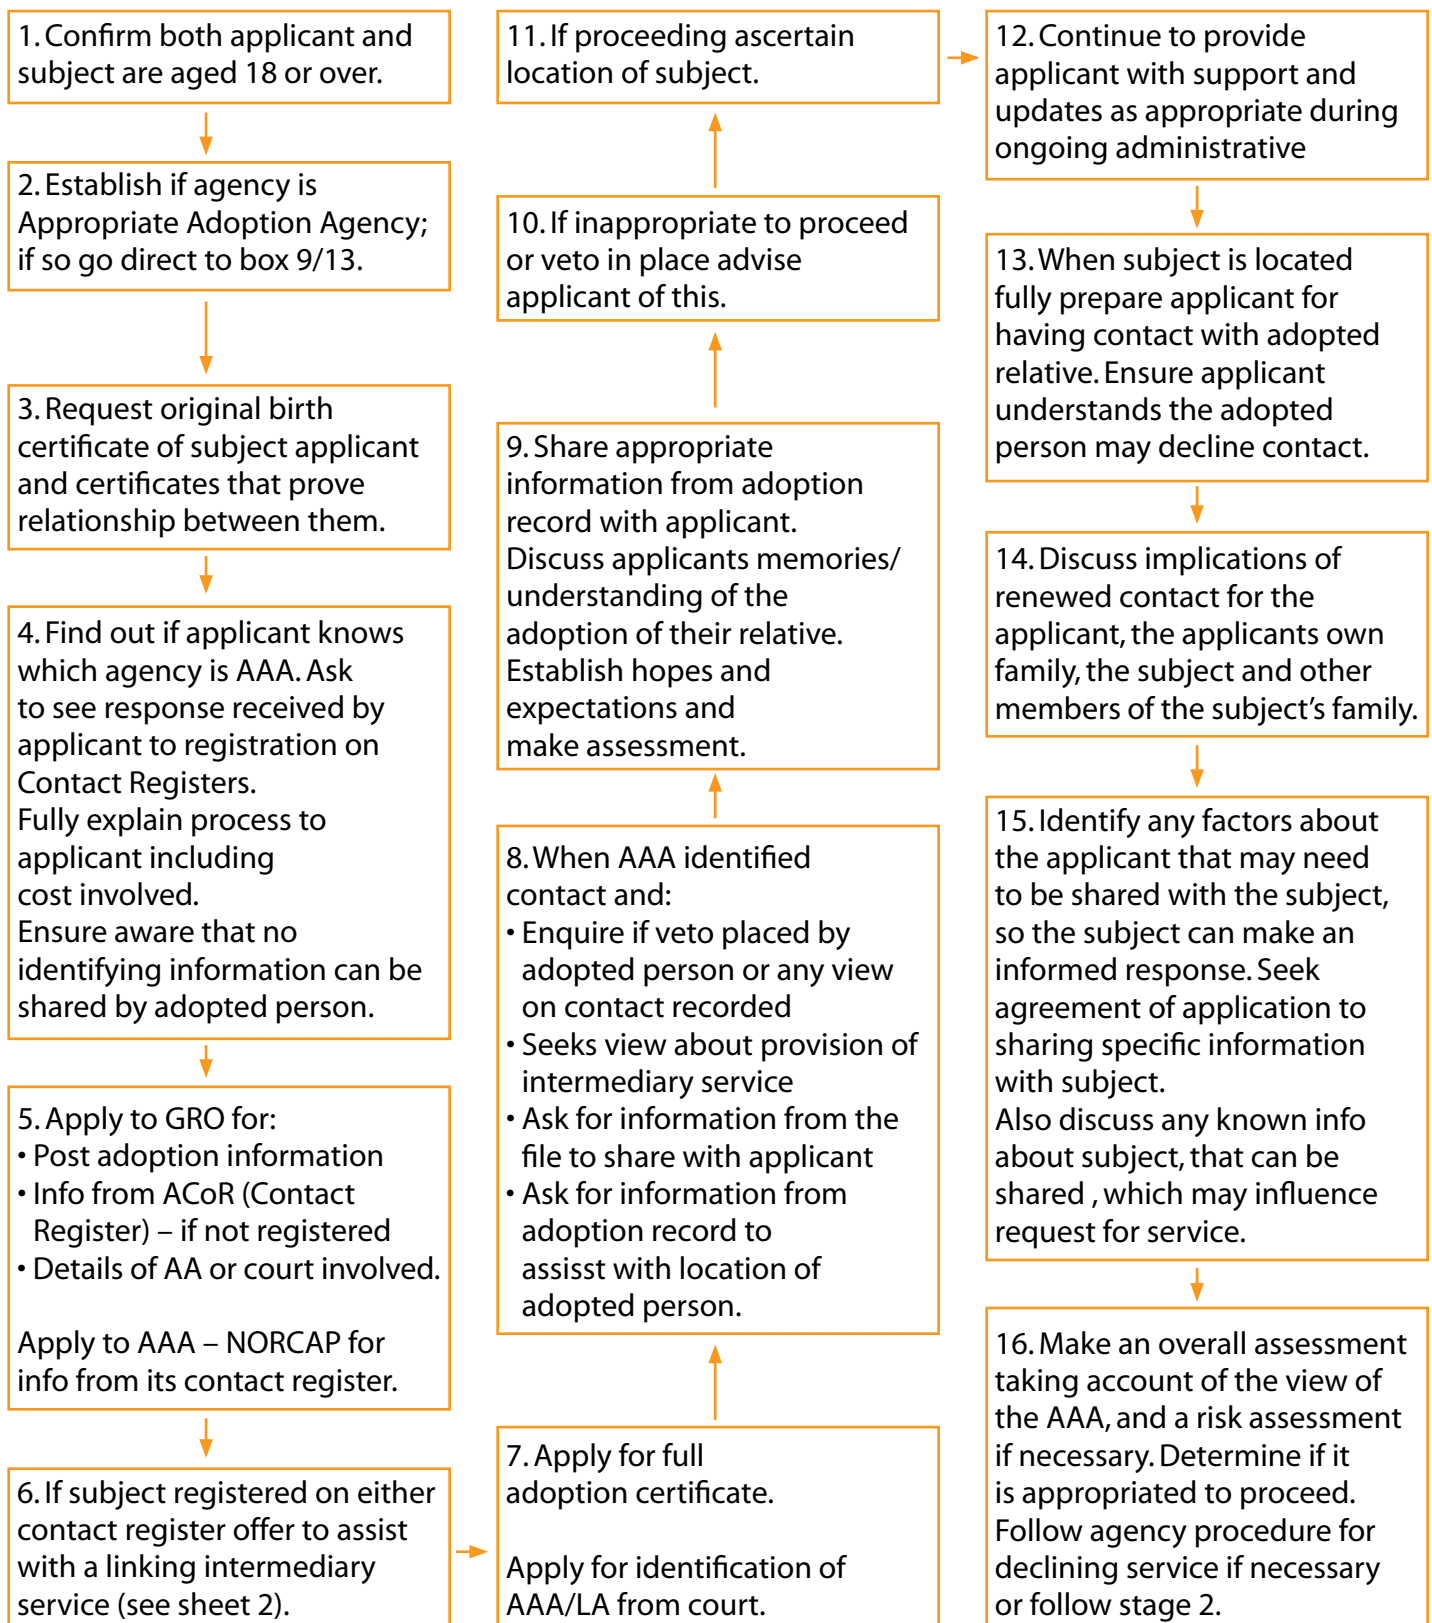 1. Confirm both applicant and
subject are aged 18 or over.
2. Establish if agency is
Appropriate Adoption Agency;
if so go direct to box 9/13.
3. Request original birth
certificate of subject applicant
and certificates that prove
relationship between them.
4. Find out if applicant knows
which agency is AAA. Ask
to see response received by
applicant to registration on
Contact Registers.
Fully explain process to
applicant including
cost involved.
Ensure aware that no
identifying information can be
shared by adopted person.
5. Apply to GRO for:
• Post adoption information
• Info from ACoR (Contact
Register) – if not registered
• Details of AA or court involved.
Apply to AAA – NORCAP for
info from its contact register.
6. If subject registered on either
contact register offer to assist
with a linking intermediary
service (see sheet 2).
7. Apply for full
adoption certificate.
Apply for identification of
AAA/LA from court.
8. When AAA identified
contact and:
• Enquire if veto placed by
adopted person or any view
on contact recorded
• Seeks view about provision of
intermediary service
• Ask for information from the
file to share with applicant
• Ask for information from
adoption record to
assisst with location of
adopted person.
9. Share appropriate
information from adoption
record with applicant.
Discuss applicants memories/
understanding of the
adoption of their relative.
Establish hopes and
expectations and
make assessment.
10. If inappropriate to proceed
or veto in place advise
applicant of this.
11. If proceeding ascertain
location of subject.
12. Continue to provide
applicant with support and
updates as appropriate during
ongoing administrative
13. When subject is located
fully prepare applicant for
having contact with adopted
relative. Ensure applicant
understands the adopted
person may decline contact.
14. Discuss implications of
renewed contact for the
applicant, the applicants own
family, the subject and other
members of the subject's family.
15. Identify any factors about
the applicant that may need
to be shared with the subject,
so the subject can make an
informed response. Seek
agreement of application to
sharing specific information
with subject.
Also discuss any known info
about subject, that can be
shared , which may influence
request for service.
16. Make an overall assessment
taking account of the view of
the AAA, and a risk assessment
if necessary. Determine if it
is appropriated to proceed.
Follow agency procedure for
declining service if necessary
or follow stage 2.